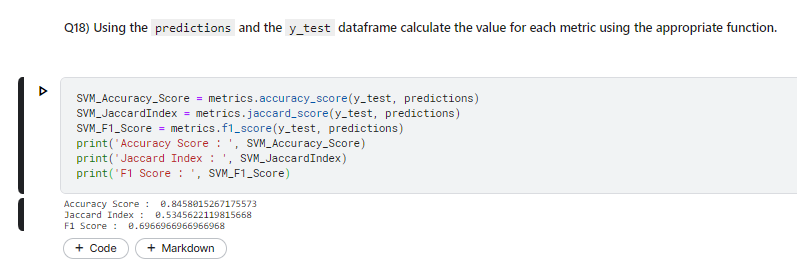 Q18) Using the predictions and the y_test dataframe calculate the value for each metric using the appropriate function.
SVM_Accuracy_Score = metrics.accuracy_score(y_test, predictions)
SVM_JaccardIndex = metrics.jaccard_score(y_test, predictions)
SVM_F1_Score = metrics.f1_score(y_test, predictions)
print('Accuracy Score : ', SVM_Accuracy_Score)
print('Jaccard Index : ', SVM_JaccardIndex)
print('F1 Score : ', SVM_F1_Score)
Accuracy Score :  0.8458015267175573
Jaccard Index :  0.5345622119815668
F1 Score :  0.6966966966966968
+ Code + Markdown